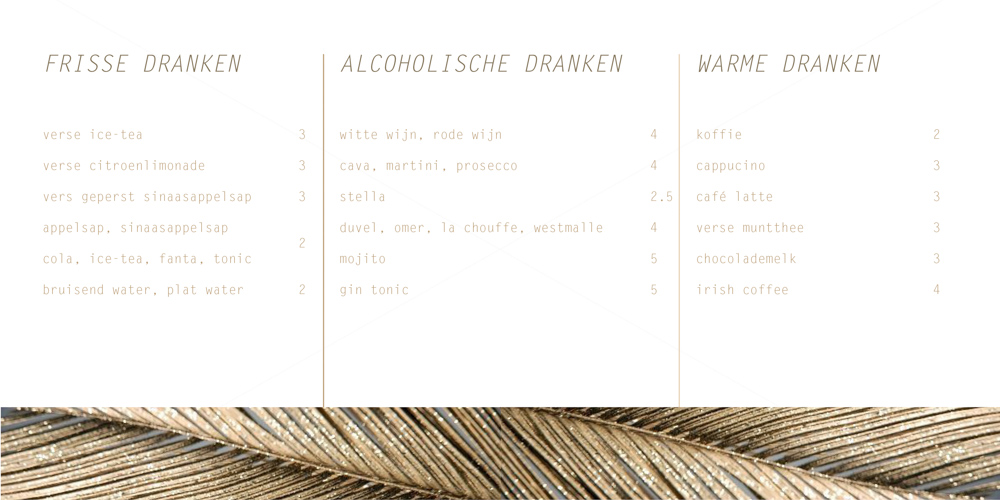 FRISSE DRANKEN
verse ice-tea 3
verse citroenlimonade 3
vers geperst sinaasappelsap 3
appelsap, sinaasappelsap
2
cola, ice-tea, fanta, tonic
bruisend water, plat water 2
ALCOHOLISCHE DRANKEN
witte wijn, rode wijn 4
cava, martini, prosecco 4
stella 2.5
duvel, omer, la chouffe, westmalle 4
mojito 5
gin tonic 5
WARME DRANKEN
koffie 2
cappucino 3
café latte 3
verse muntthee 3
chocolademelk 3
irish coffee 4